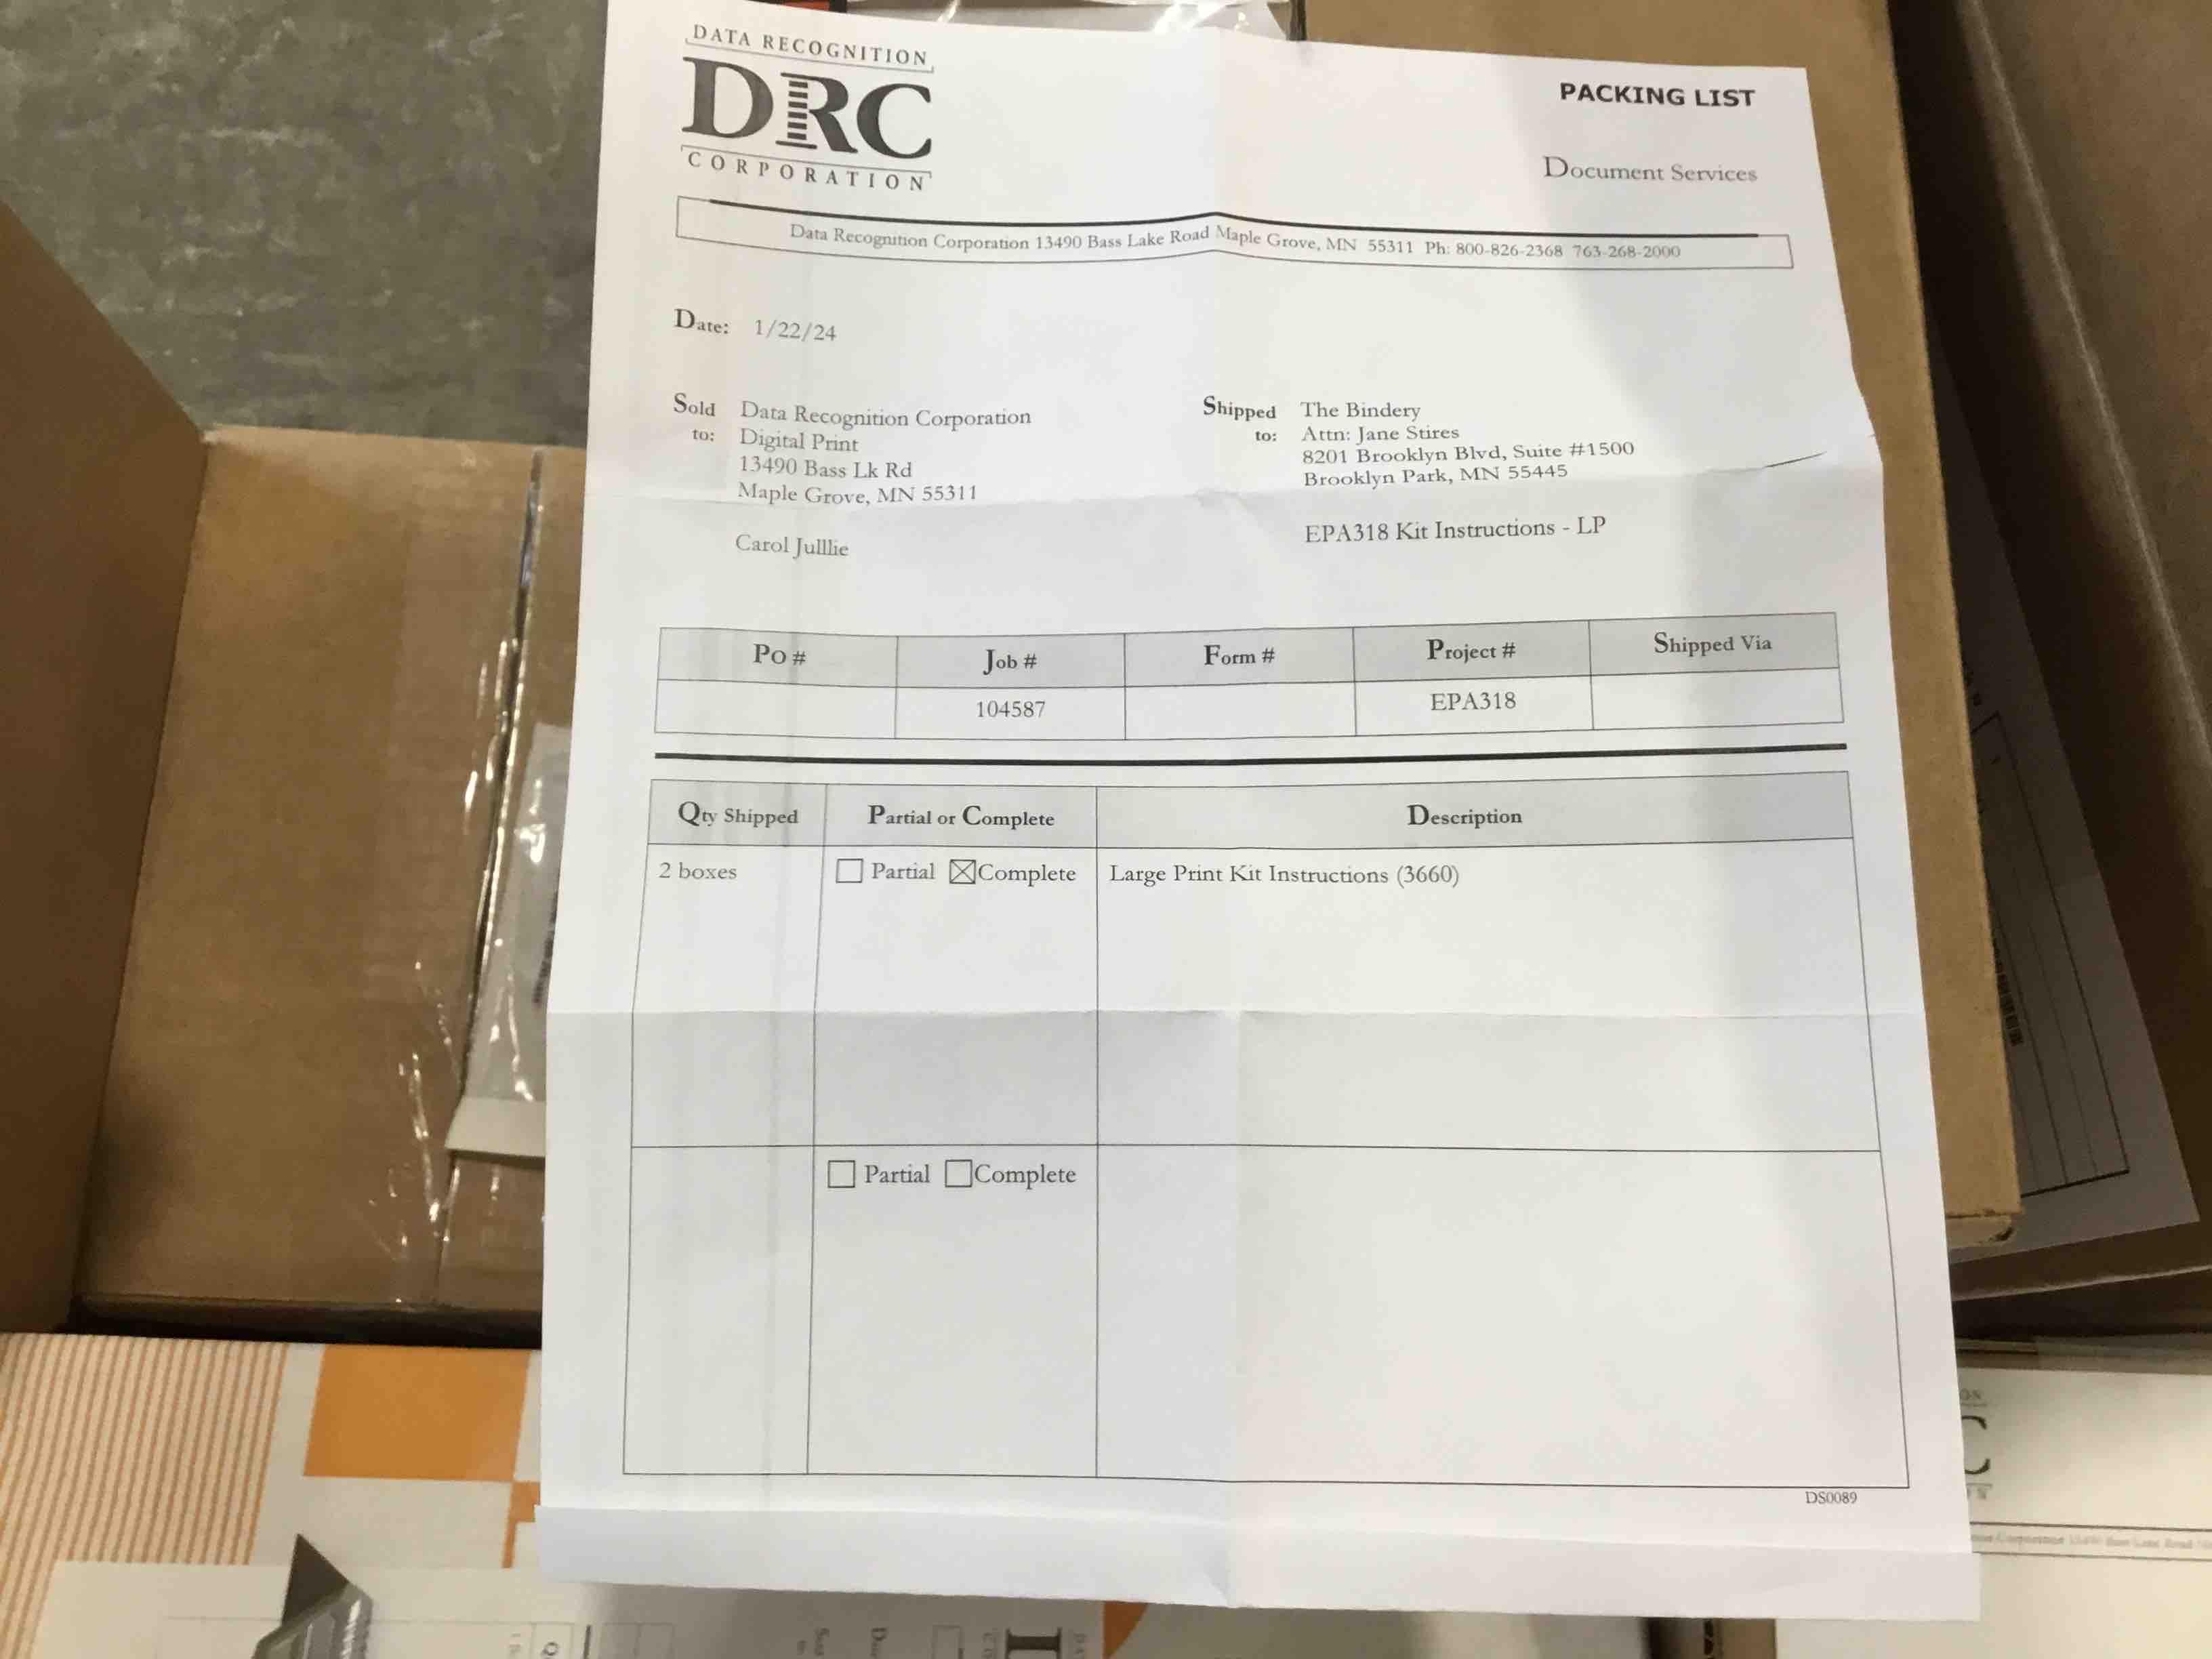 DATA RECOGNITION
DRC
CORPORATION
PACKING LIST
Document Services
Data Recognition Corporation 13490 Bass Lake Road Maple Grove, MN 55311 Ph: 800-826-2368 763-268-2000
Date: 1/22/24
Sold to: Data Recognition Corporation
Digital Print
13490 Bass Lk Rd
Maple Grove, MN 55311
Carol Julllie
Shipped to: The Bindery
Attn: Jane Stires
8201 Brooklyn Blvd, Suite #1500
Brooklyn Park, MN 55445
EPA318 Kit Instructions - LP
PO # Job # Form # Project # Shipped Via
104587 EPA318
Qty Shipped Partial or Complete Description
2 boxes Partial Complete Large Print Kit Instructions (3660)
Partial Complete
DS0089